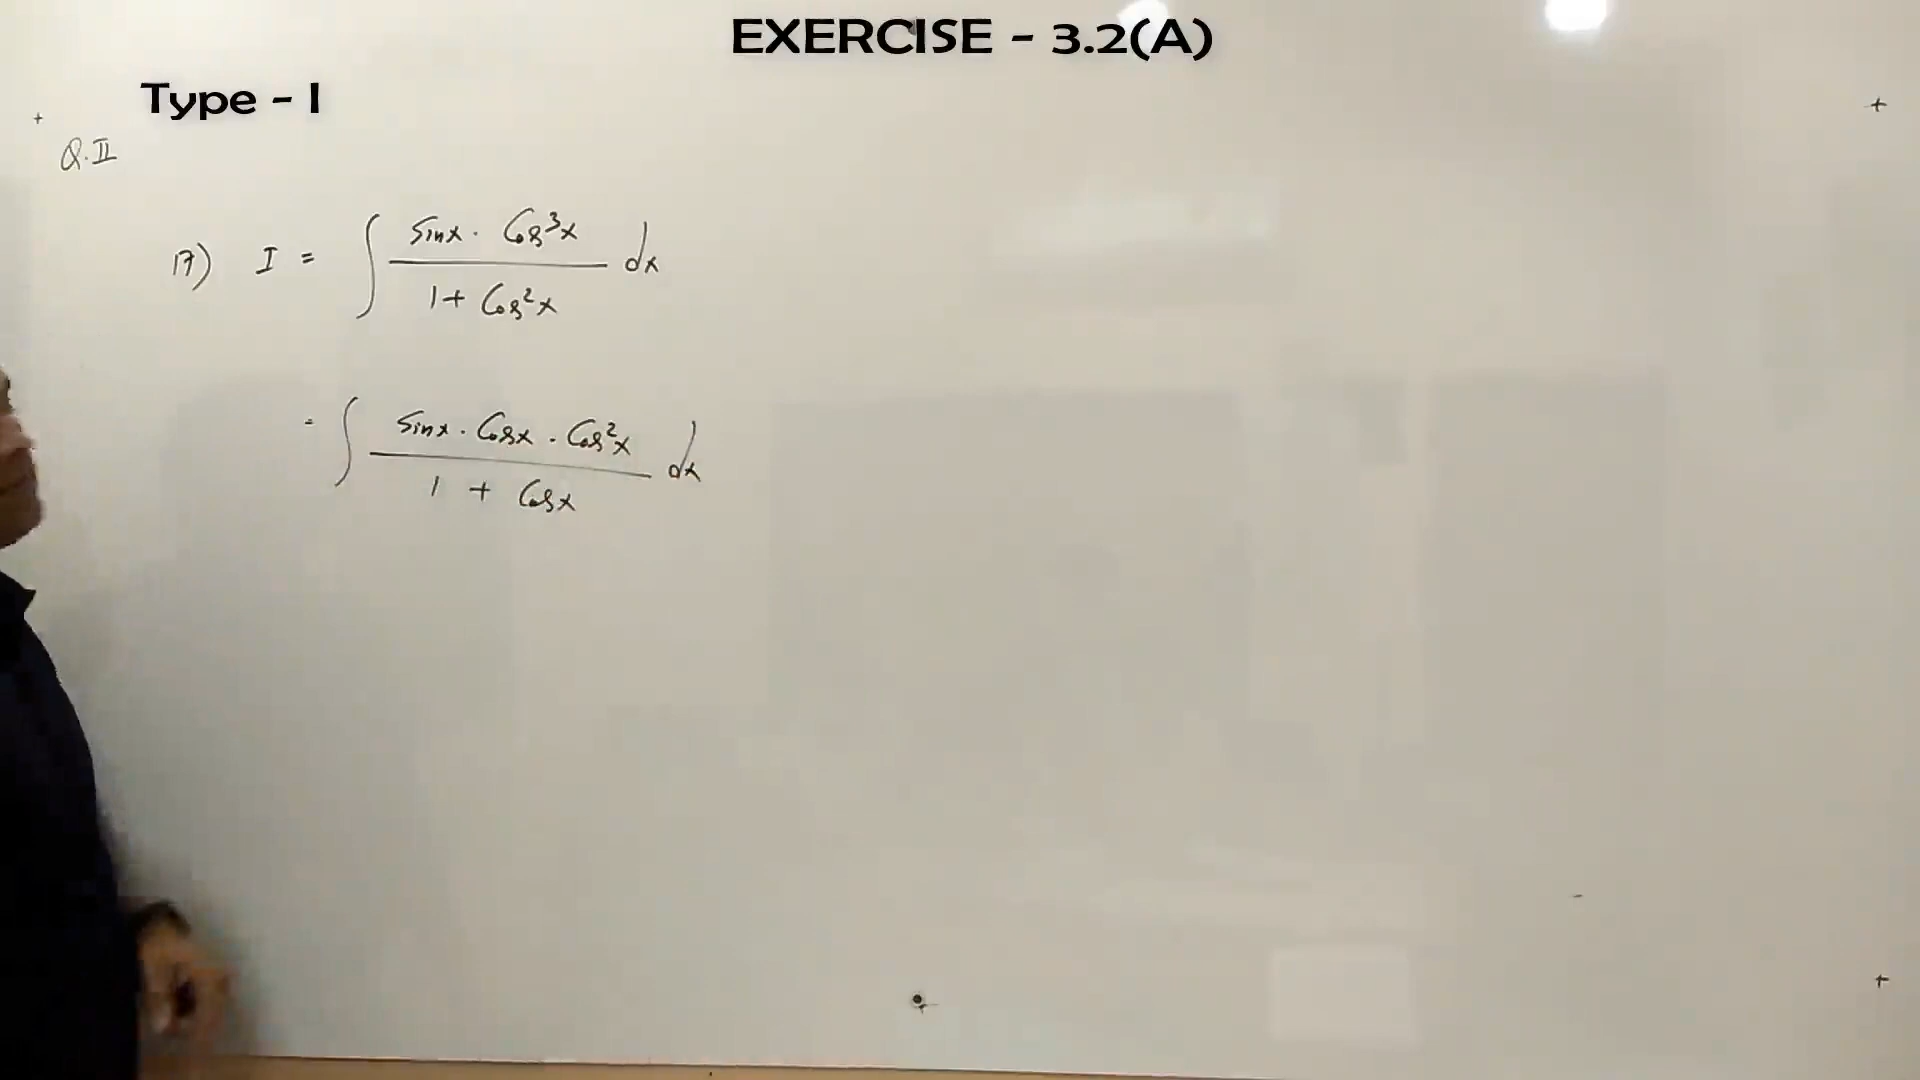 EXERCISE - 3.2(A)
Type - I
Q.II
17) I = ∫ (Sinx · Cos³x) / (1 + Cos²x) dx
= ∫ (Sinx · Cosx · Cos²x) / (1 + Cosx) dx